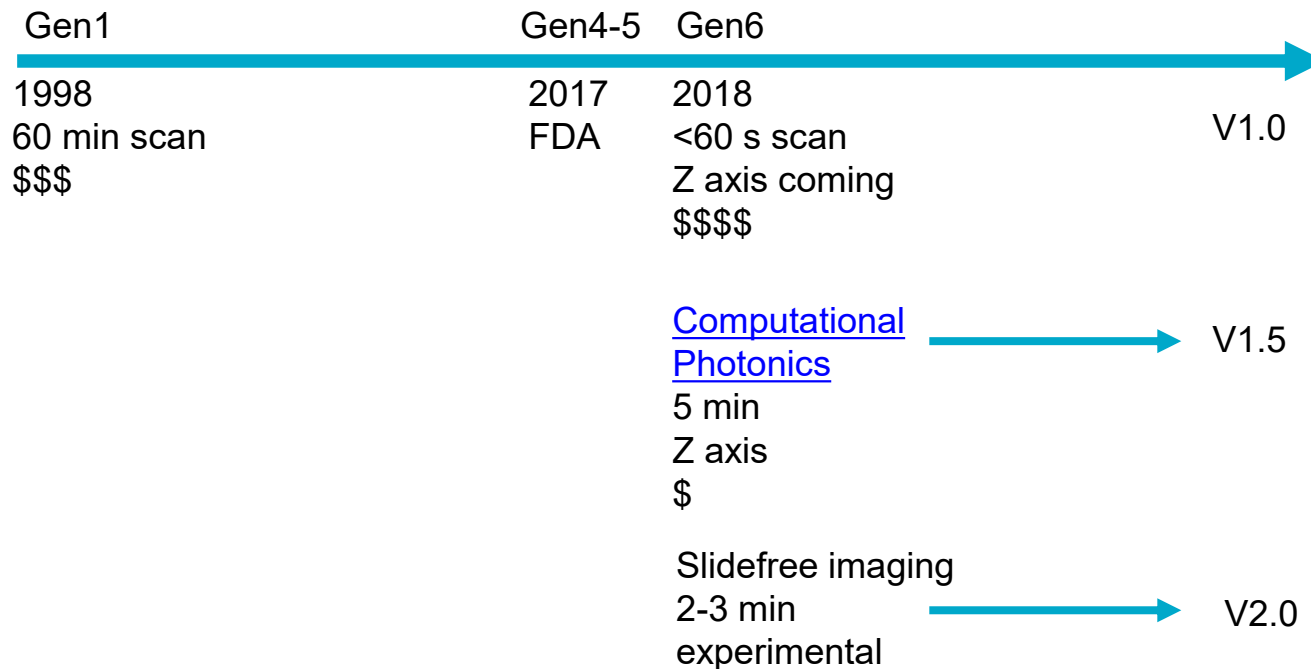 Gen1
Gen4-5
Gen6
1998
60 min scan
$$$
2017
FDA
2018
<60 s scan
Z axis coming
$$$$
V1.0
Computational
Photonics
5 min
Z axis
$
V1.5
Slidefree imaging
2-3 min
experimental
V2.0